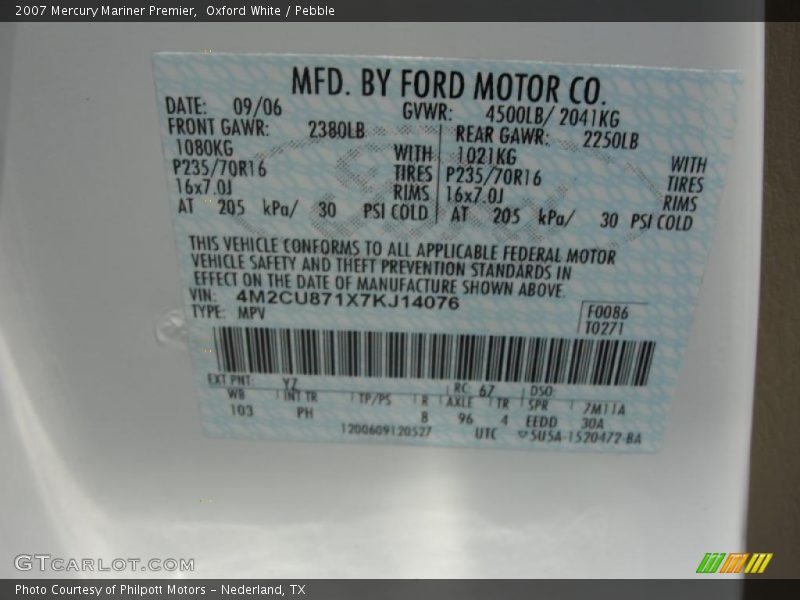 2007 Mercury Mariner Premier,  Oxford White / Pebble
MFD. BY FORD MOTOR CO.
DATE: 09/06 GVWR: 4500LB/ 2041KG
FRONT GAWR: 2380LB REAR GAWR: 2250LB
1080KG WITH 1021KG WITH
P235/70R16 TIRES P235/70R16 TIRES
16x7.0J RIMS 16x7.0J RIMS
AT 205 kPa/ 30 PSI COLD AT 205 kPa/ 30 PSI COLD
THIS VEHICLE CONFORMS TO ALL APPLICABLE FEDERAL MOTOR
VEHICLE SAFETY AND THEFT PREVENTION STANDARDS IN
EFFECT ON THE DATE OF MANUFACTURE SHOWN ABOVE.
VIN: 4M2CU871X7KJ14076
TYPE: MPV
F0086
T0271
EXT PNT: YZ RC: 67 DSO:
WB INT TR TP/PS R AXLE TR SPR 7M11A
103 PH 8 96 4 EEDD 30A
1200609120527 UTC 5U5A-1520472-BA
GTCARLOT.COM
Photo Courtesy of Philpott Motors - Nederland, TX